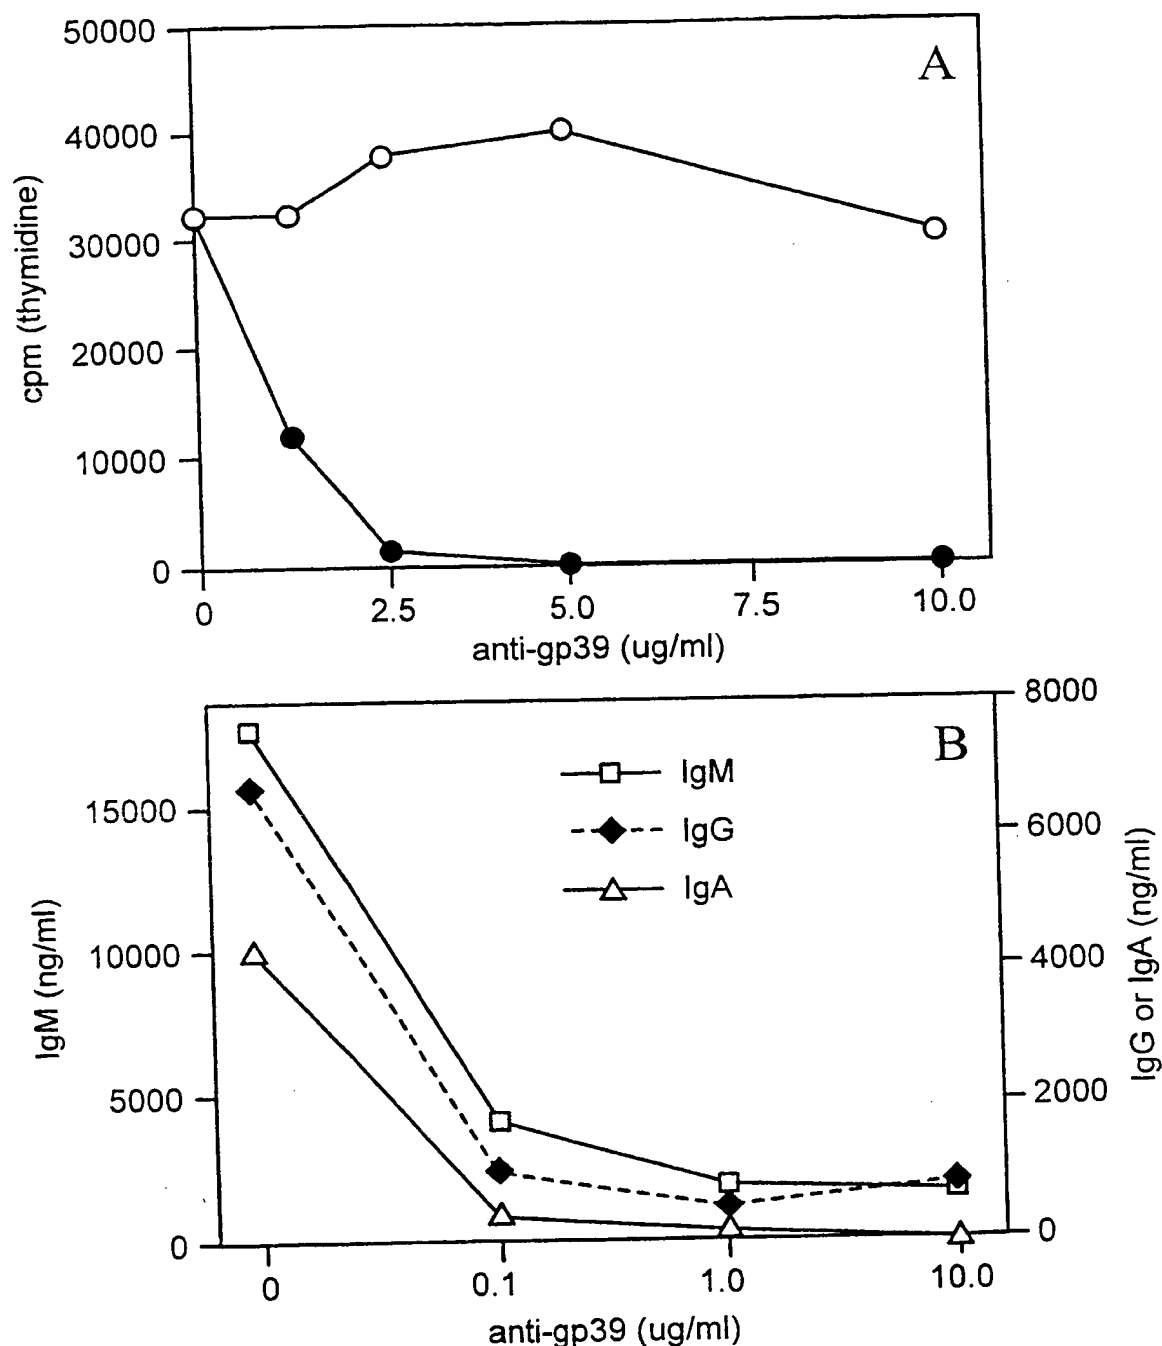 A
50000
40000
30000
20000
10000
0
cpm (thymidine)
0 2.5 5.0 7.5 10.0
anti-gp39 (ug/ml)
B
IgM
IgG
IgA
15000
10000
5000
0
IgM (ng/ml)
8000
6000
4000
2000
0
IgG or IgA (ng/ml)
0 0.1 1.0 10.0
anti-gp39 (ug/ml)